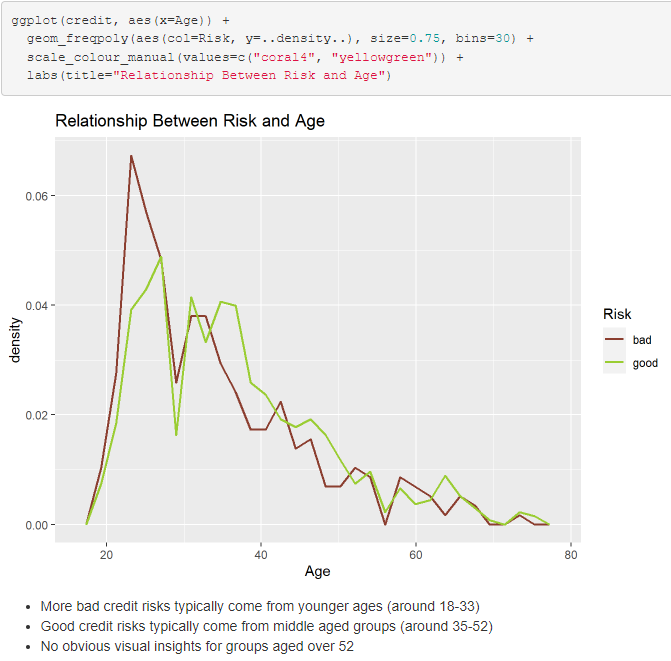 ggplot(credit, aes(x=Age)) +
  geom_freqpoly(aes(col=Risk, y=..density..), size=0.75, bins=30) +
  scale_colour_manual(values=c("coral4", "yellowgreen")) +
  labs(title="Relationship Between Risk and Age")
Relationship Between Risk and Age
0.06
0.04
0.02
0.00
density
20 40 60 80
Age
Risk
bad
good
• More bad credit risks typically come from younger ages (around 18-33)
• Good credit risks typically come from middle aged groups (around 35-52)
• No obvious visual insights for groups aged over 52